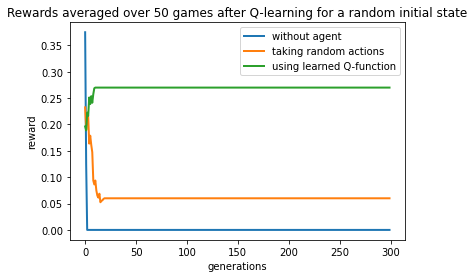 Rewards averaged over 50 games after Q-learning for a random initial state
without agent
taking random actions
using learned Q-function
reward
0.35
0.30
0.25
0.20
0.15
0.10
0.05
0.00
0 50 100 150 200 250 300
generations